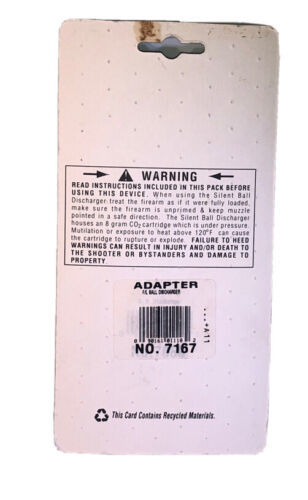 WARNING
READ INSTRUCTIONS INCLUDED IN THIS PACK BEFORE
USING THIS DEVICE. When using the Silent Ball
Discharger treat the firearm as if it were fully loaded,
make sure the firearm is unprimed & keep muzzle
pointed in a safe direction. The Silent Ball Discharger
houses an 8 gram CO₂ cartridge which is under pressure.
Mutilation or exposure to heat above 120°F can cause
the cartridge to rupture or explode. FAILURE TO HEED
WARNINGS CAN RESULT IN INJURY AND/OR DEATH TO
THE SHOOTER OR BYSTANDERS AND DAMAGE TO
PROPERTY.
ADAPTER
BALL DISCHARGER
NO. 7167
This Card Contains Recycled Materials.